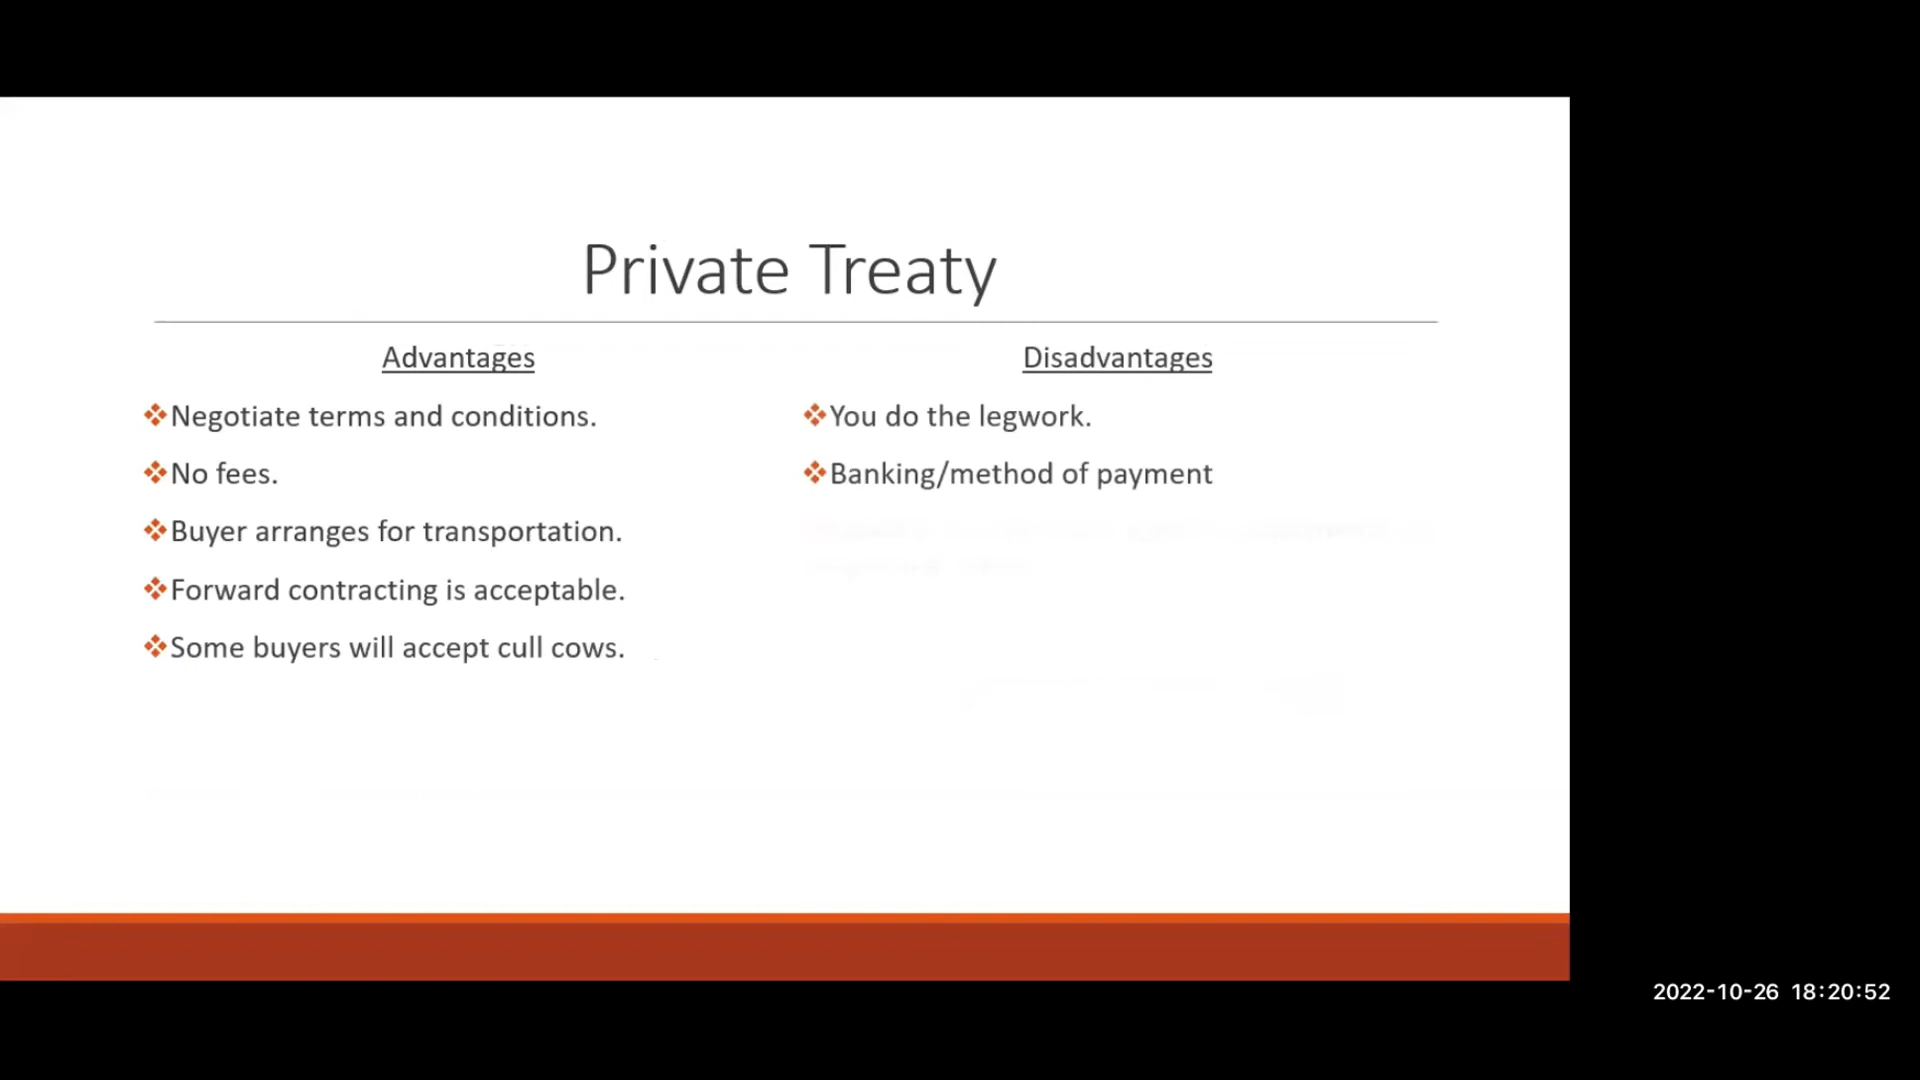 Private Treaty
Advantages
Negotiate terms and conditions.
No fees.
Buyer arranges for transportation.
Forward contracting is acceptable.
Some buyers will accept cull cows.
Disadvantages
You do the legwork.
Banking/method of payment
2022-10-26 18:20:52